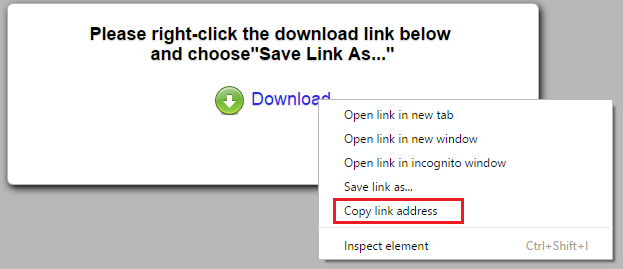 Please right-click the download link below
and choose"Save Link As..."
Download
Open link in new tab
Open link in new window
Open link in incognito window
Save link as...
Copy link address
Inspect element Ctrl+Shift+I